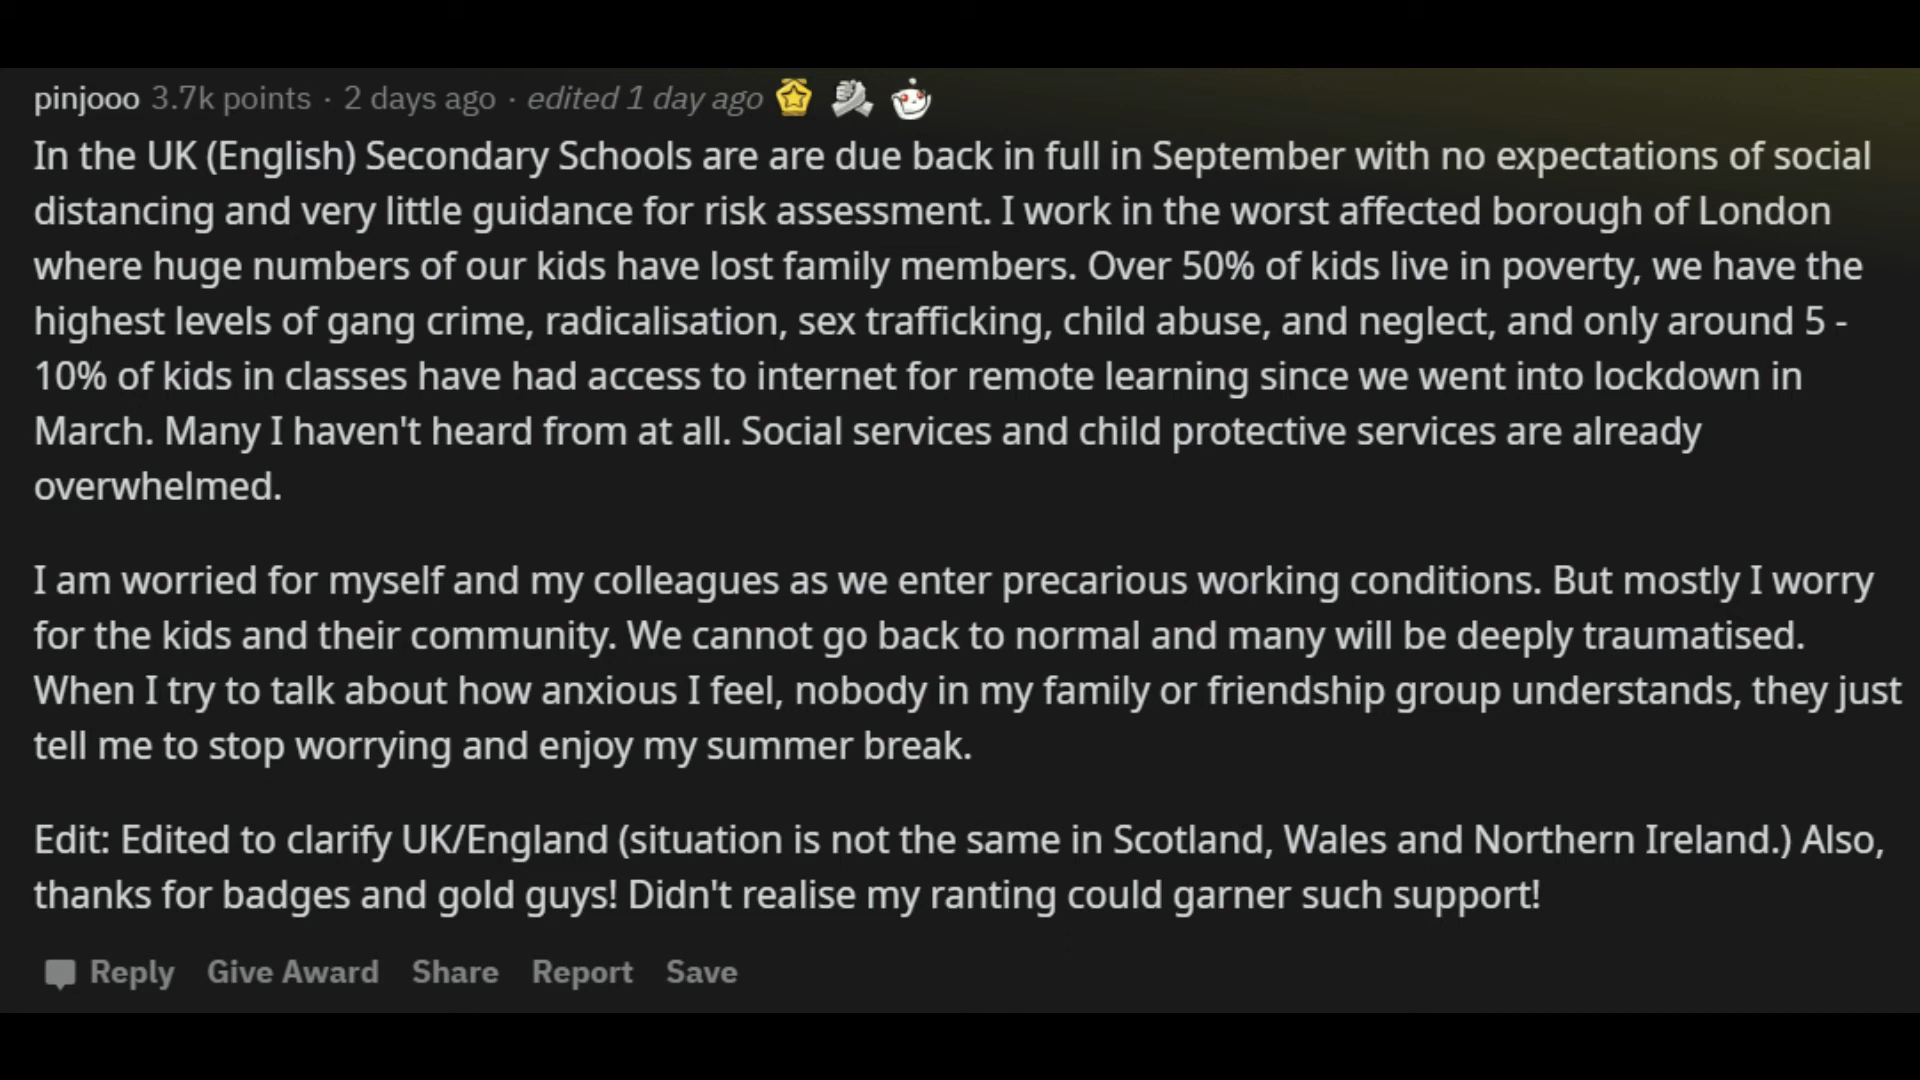 pinjooo 3.7k points · 2 days ago · edited 1 day ago
In the UK (English) Secondary Schools are are due back in full in September with no expectations of social
distancing and very little guidance for risk assessment. I work in the worst affected borough of London
where huge numbers of our kids have lost family members. Over 50% of kids live in poverty, we have the
highest levels of gang crime, radicalisation, sex trafficking, child abuse, and neglect, and only around 5 -
10% of kids in classes have had access to internet for remote learning since we went into lockdown in
March. Many I haven't heard from at all. Social services and child protective services are already
overwhelmed.
I am worried for myself and my colleagues as we enter precarious working conditions. But mostly I worry
for the kids and their community. We cannot go back to normal and many will be deeply traumatised.
When I try to talk about how anxious I feel, nobody in my family or friendship group understands, they just
tell me to stop worrying and enjoy my summer break.
Edit: Edited to clarify UK/England (situation is not the same in Scotland, Wales and Northern Ireland.) Also,
thanks for badges and gold guys! Didn't realise my ranting could garner such support!
Reply Give Award Share Report Save